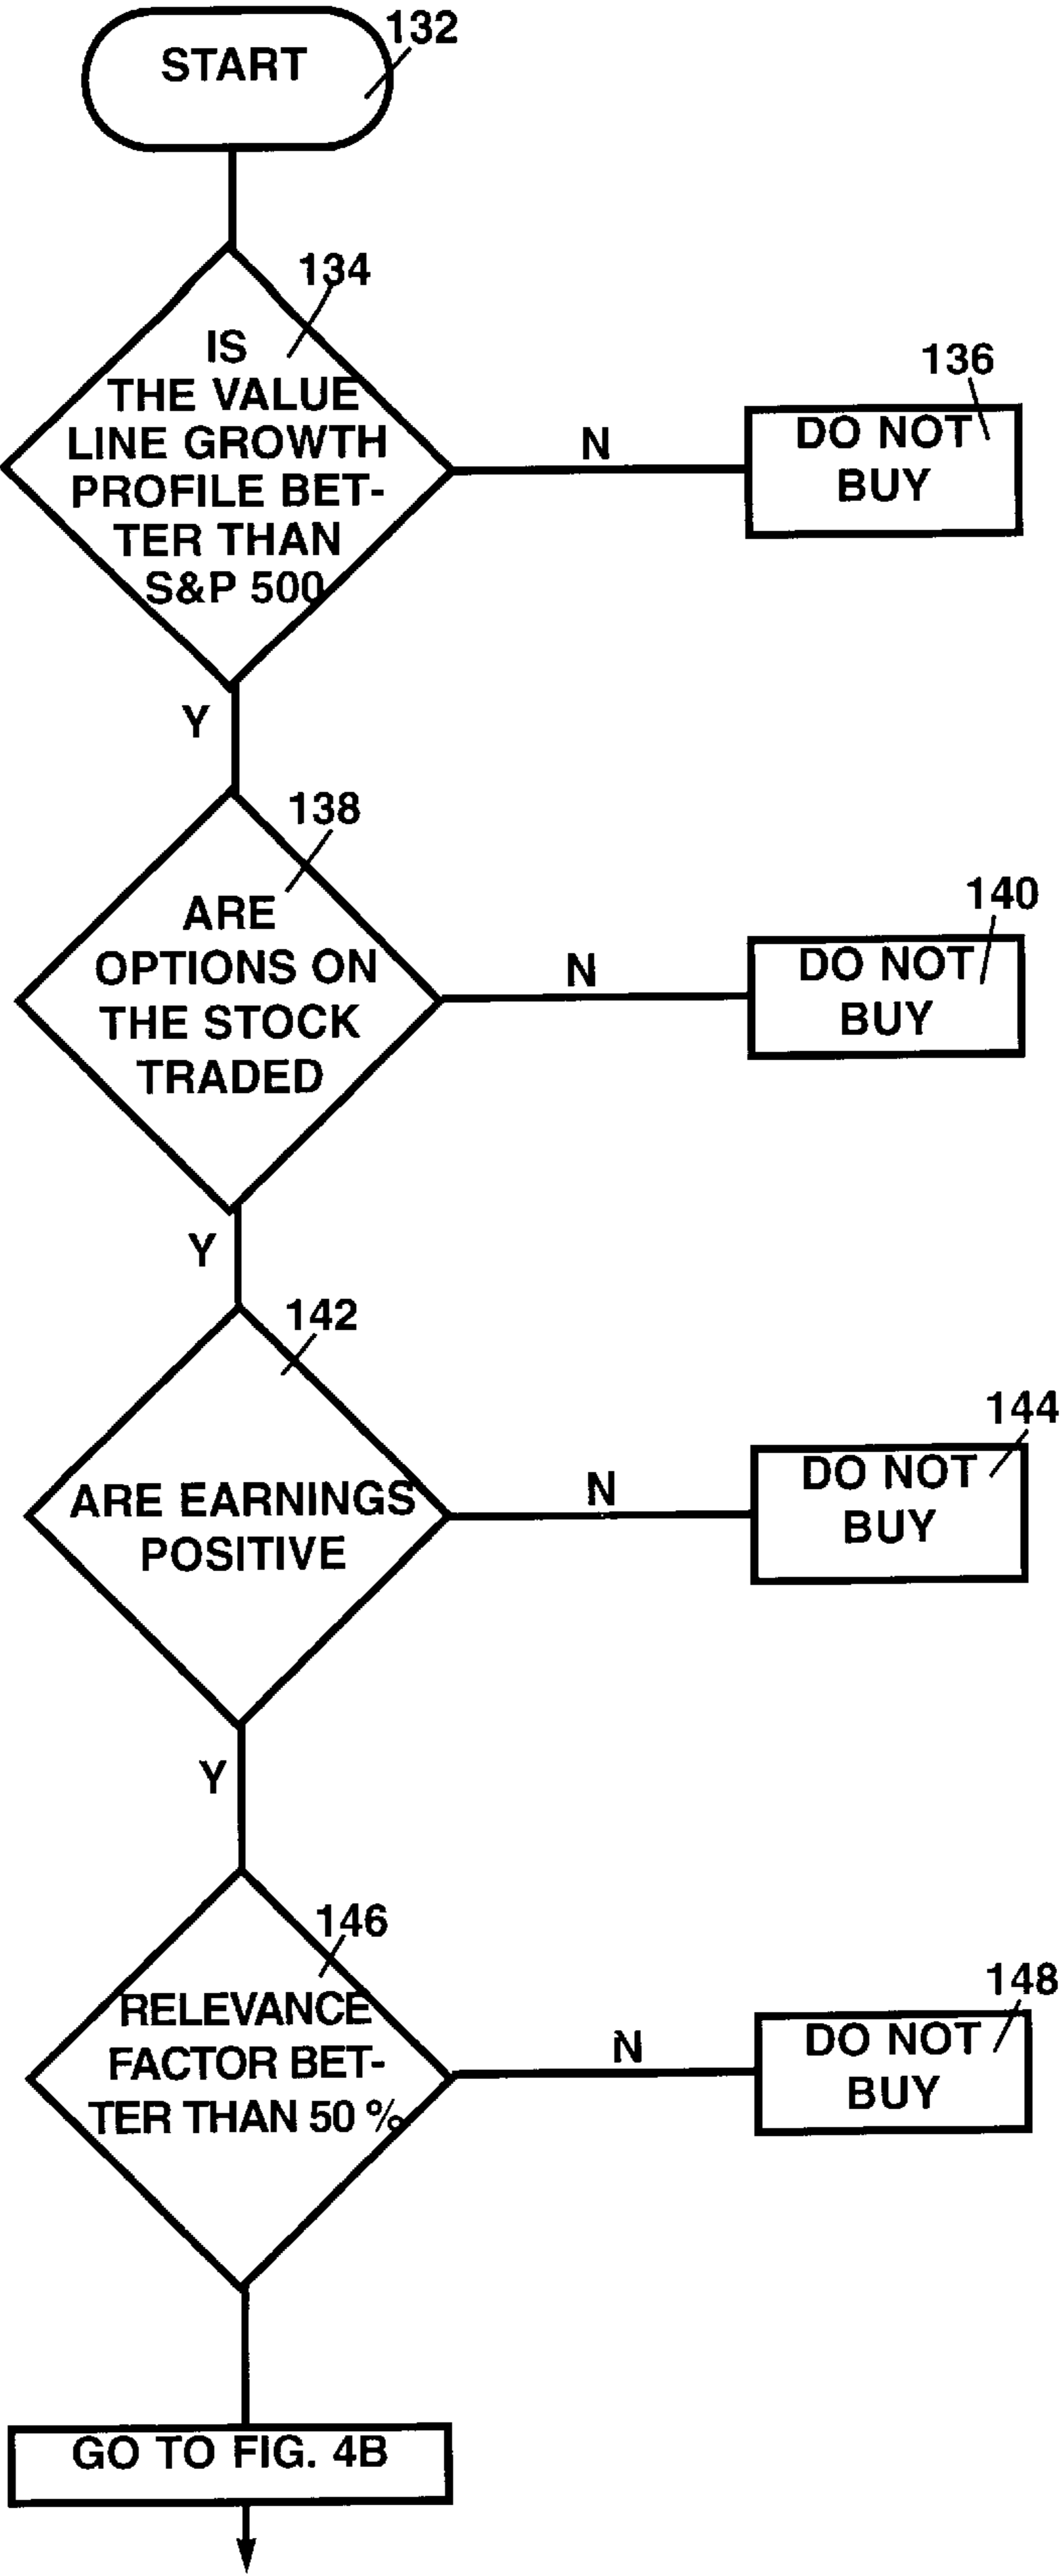 START
132
134
IS
THE VALUE
LINE GROWTH
PROFILE BET-
TER THAN
S&P 500
N
136
DO NOT
BUY
Y
138
ARE
OPTIONS ON
THE STOCK
TRADED
N
140
DO NOT
BUY
Y
142
ARE EARNINGS
POSITIVE
N
144
DO NOT
BUY
Y
146
RELEVANCE
FACTOR BET-
TER THAN 50 %
N
148
DO NOT
BUY
GO TO FIG. 4B